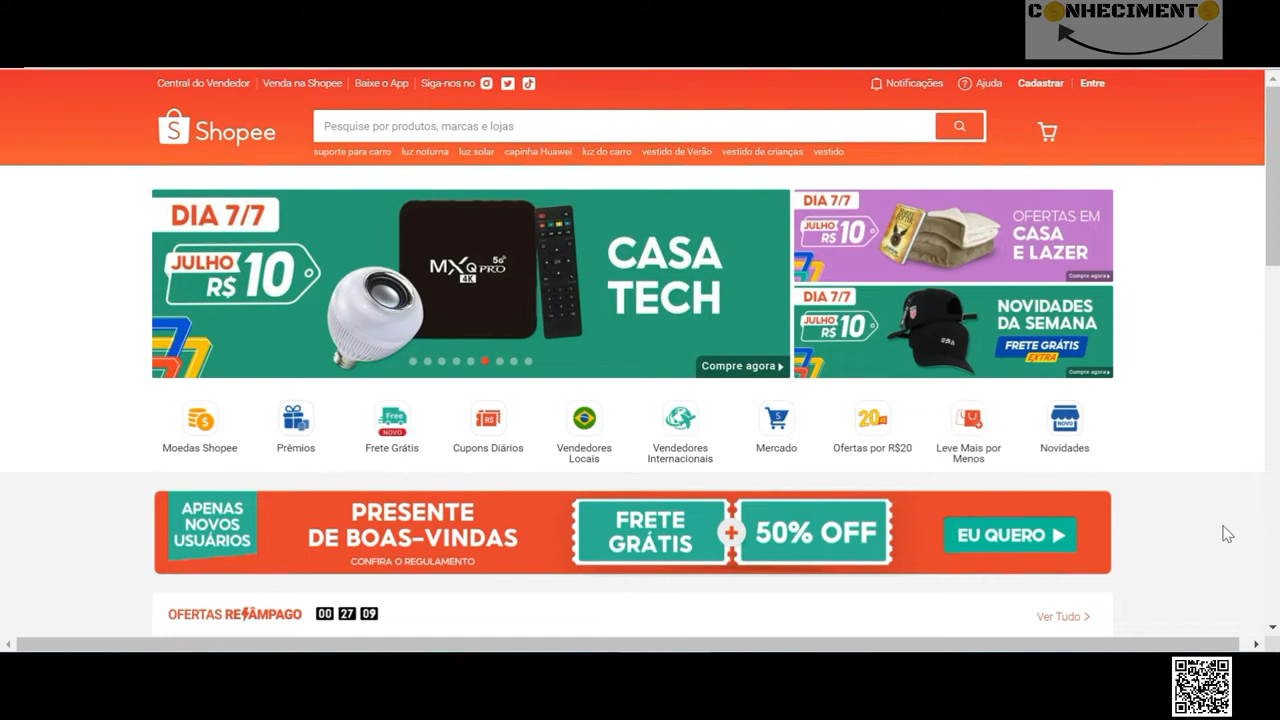 CONHECIMENTO
Central do Vendedor | Venda na Shopee | Baixe o App | Siga-nos no
Notificações
? Ajuda
Cadastrar | Entre
S Shopee
Pesquise por produtos, marcas e lojas
suporte para carro luz noturna luz solar capinha Huawei luz do carro vestido de Verão vestido de crianças vestido
DIA 7/7
JULHO
R$ 10
MXQ PRO 5G
4K
CASA
TECH
Compre agora
DIA 7/7
JULHO
R$ 10
OFERTAS EM
CASA
E LAZER
Compre agora
DIA 7/7
JULHO
R$ 10
NOVIDADES
DA SEMANA
FRETE GRÁTIS
EXTRA
Compre agora
$
Moedas Shopee
Prêmios
Free
NOVO
Frete Grátis
R$
Cupons Diários
Vendedores
Locais
Vendedores
Internacionais
S
Mercado
20
Ofertas por R$20
Leve Mais por
Menos
NOVO
Novidades
APENAS
NOVOS
USUÁRIOS
PRESENTE
DE BOAS-VINDAS
CONFIRA O REGULAMENTO
FRETE
GRÁTIS
+
50% OFF
EU QUERO
OFERTAS RELÂMPAGO 00 27 09
Ver Tudo >